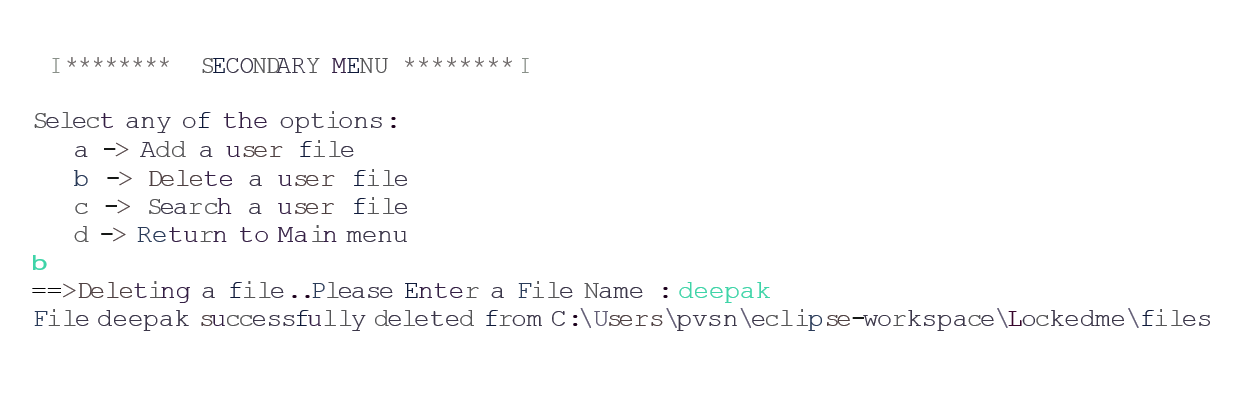 I******** SECONDARY MENU ********I
Select any of the options:
a -> Add a user file
b -> Delete a user file
c -> Search a user file
d -> Return to Main menu
b
==>Deleting a file..Please Enter a File Name : deepak
File deepak successfully deleted from C:\Users\pvsn\eclipse-workspace\Lockedme\files